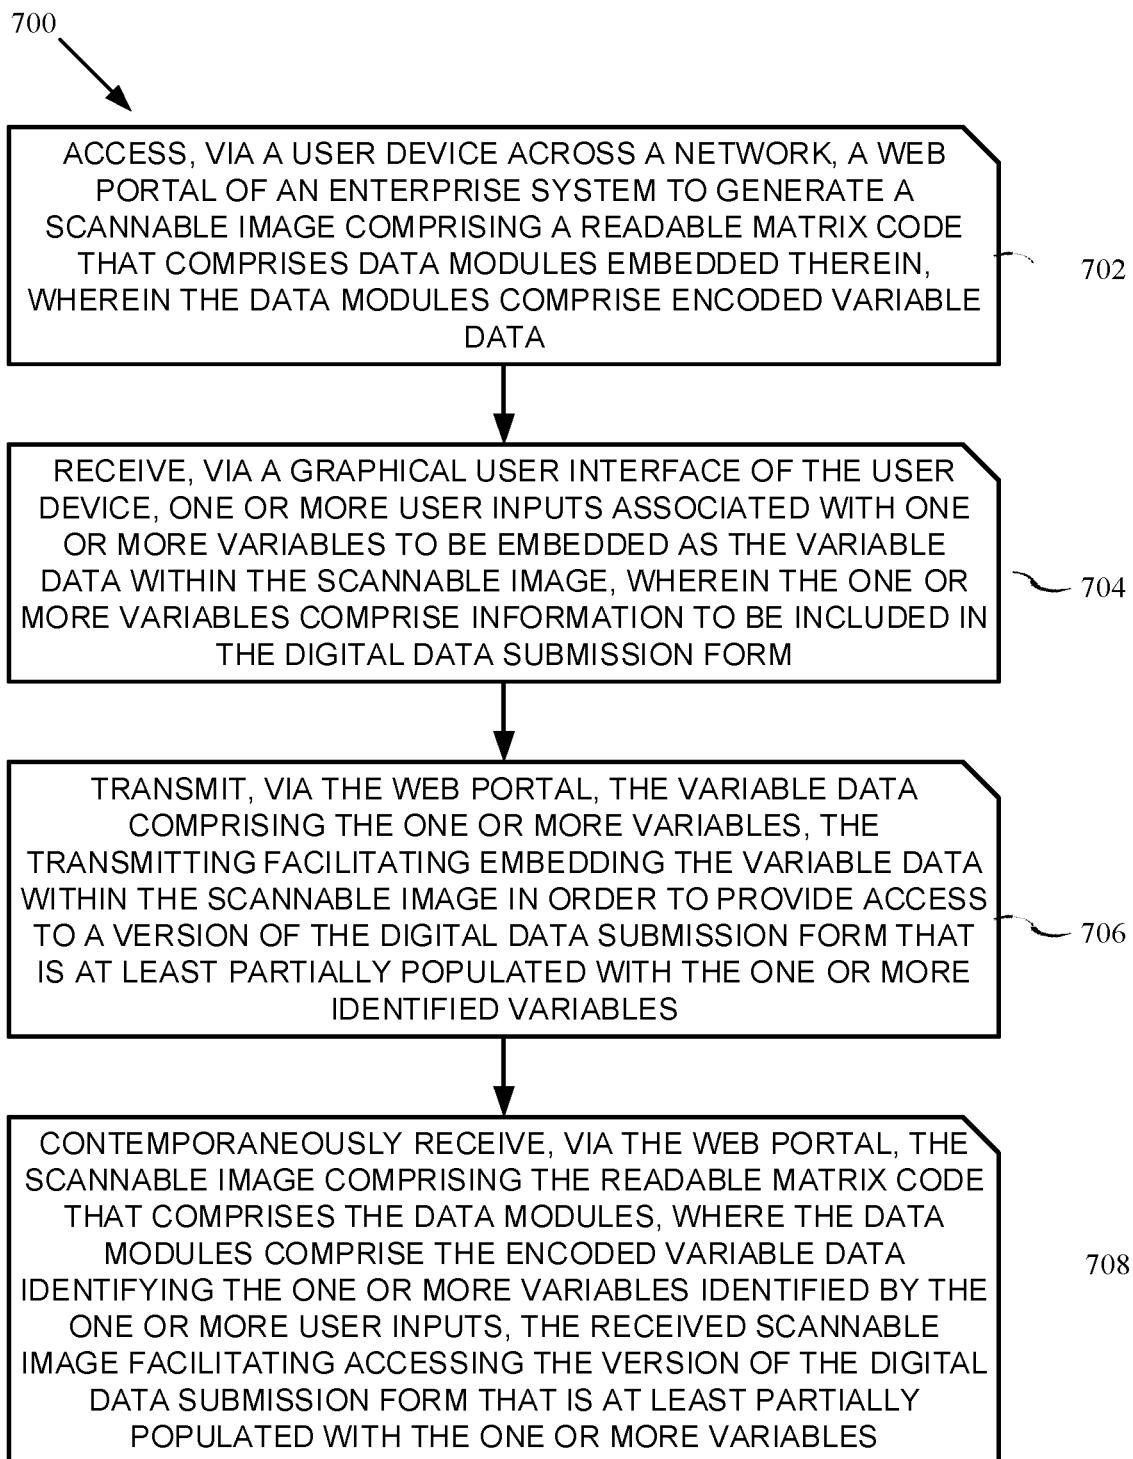 700
ACCESS, VIA A USER DEVICE ACROSS A NETWORK, A WEB
PORTAL OF AN ENTERPRISE SYSTEM TO GENERATE A
SCANNABLE IMAGE COMPRISING A READABLE MATRIX CODE
THAT COMPRISES DATA MODULES EMBEDDED THEREIN,
WHEREIN THE DATA MODULES COMPRISE ENCODED VARIABLE
DATA
702
RECEIVE, VIA A GRAPHICAL USER INTERFACE OF THE USER
DEVICE, ONE OR MORE USER INPUTS ASSOCIATED WITH ONE
OR MORE VARIABLES TO BE EMBEDDED AS THE VARIABLE
DATA WITHIN THE SCANNABLE IMAGE, WHEREIN THE ONE OR
MORE VARIABLES COMPRISE INFORMATION TO BE INCLUDED IN
THE DIGITAL DATA SUBMISSION FORM
704
TRANSMIT, VIA THE WEB PORTAL, THE VARIABLE DATA
COMPRISING THE ONE OR MORE VARIABLES, THE
TRANSMITTING FACILITATING EMBEDDING THE VARIABLE DATA
WITHIN THE SCANNABLE IMAGE IN ORDER TO PROVIDE ACCESS
TO A VERSION OF THE DIGITAL DATA SUBMISSION FORM THAT
IS AT LEAST PARTIALLY POPULATED WITH THE ONE OR MORE
IDENTIFIED VARIABLES
706
CONTEMPORANEOUSLY RECEIVE, VIA THE WEB PORTAL, THE
SCANNABLE IMAGE COMPRISING THE READABLE MATRIX CODE
THAT COMPRISES THE DATA MODULES, WHERE THE DATA
MODULES COMPRISE THE ENCODED VARIABLE DATA
IDENTIFYING THE ONE OR MORE VARIABLES IDENTIFIED BY THE
ONE OR MORE USER INPUTS, THE RECEIVED SCANNABLE
IMAGE FACILITATING ACCESSING THE VERSION OF THE DIGITAL
DATA SUBMISSION FORM THAT IS AT LEAST PARTIALLY
POPULATED WITH THE ONE OR MORE VARIABLES
708